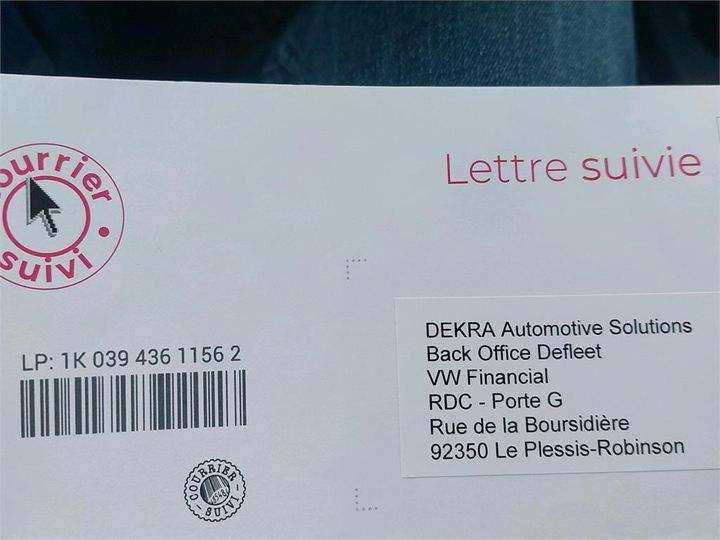 Courrier
suivi
Lettre suivie
LP: 1K 039 436 1156 2
DEKRA Automotive Solutions
Back Office Defleet
VW Financial
RDC - Porte G
Rue de la Boursidière
92350 Le Plessis-Robinson
COURRIER
SUIVI